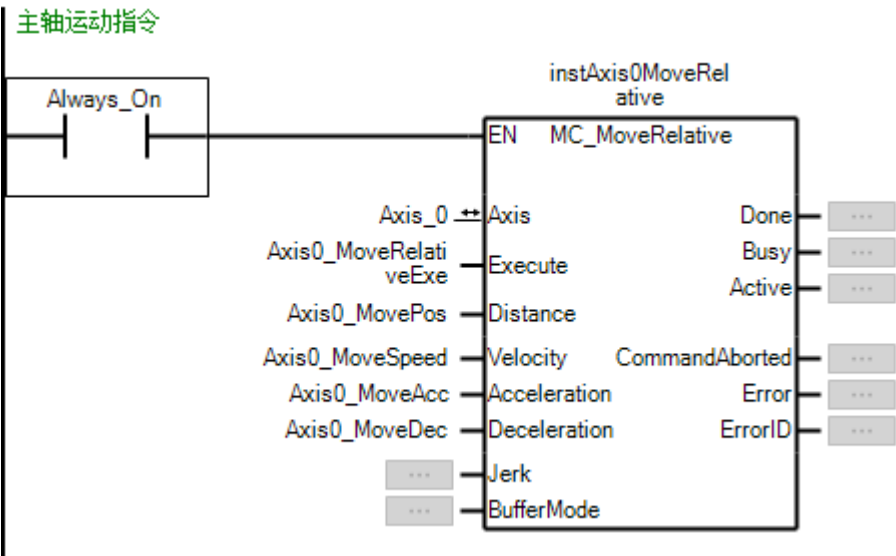 主轴运动指令
Always_On
instAxis0MoveRel
ative
EN MC_MoveRelative
Axis_0 Axis Done
Axis0_MoveRelati
veExe Execute Busy
Active
Axis0_MovePos Distance
Axis0_MoveSpeed Velocity CommandAborted
Axis0_MoveAcc Acceleration Error
Axis0_MoveDec Deceleration ErrorID
... Jerk
... BufferMode